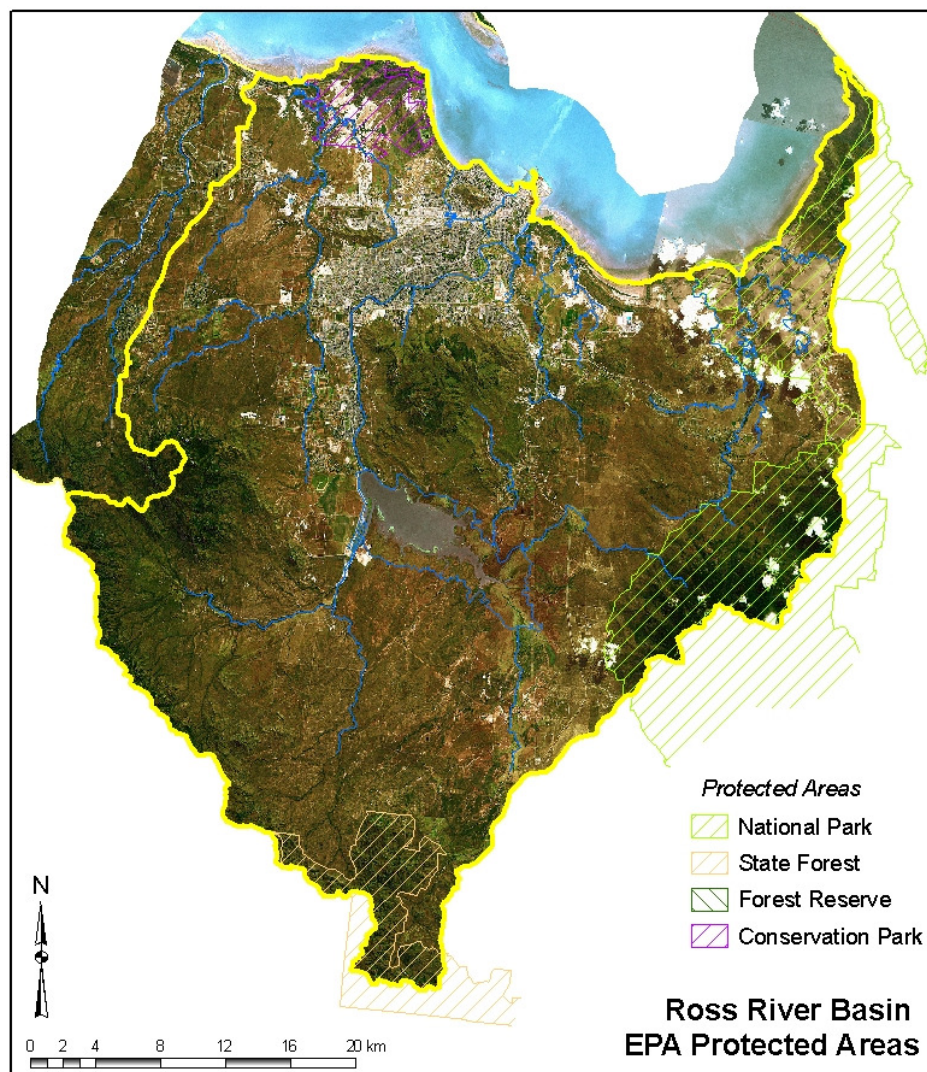 Protected Areas
National Park
State Forest
Forest Reserve
Conservation Park
N
0 2 4 8 12 16 20 km
Ross River Basin
EPA Protected Areas